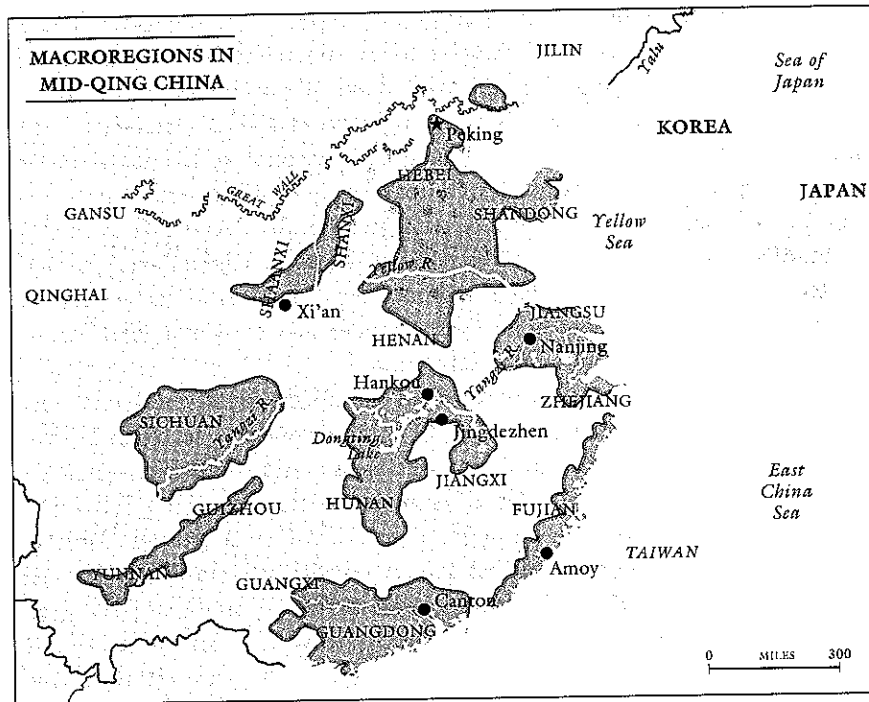 MACROREGIONS IN
MID-QING CHINA
JILIN
Yalu
Sea of
Japan
Peking
KOREA
HEBEI
GREAT WALL
GANSU
SHANDONG
JAPAN
SHANXI
SHAANXI
Yellow
Sea
Yellow R.
QINGHAI
Xi'an
JIANGSU
HENAN
Nanjing
Yangzi R.
Hankou
ZHEJIANG
SICHUAN
Yangzi R.
Jingdezhen
Dongting
Lake
JIANGXI
East
China
Sea
HUNAN
GUIZHOU
FUJIAN
TAIWAN
Amoy
YUNNAN
GUANGXI
Canton
GUANGDONG
0 MILES 300